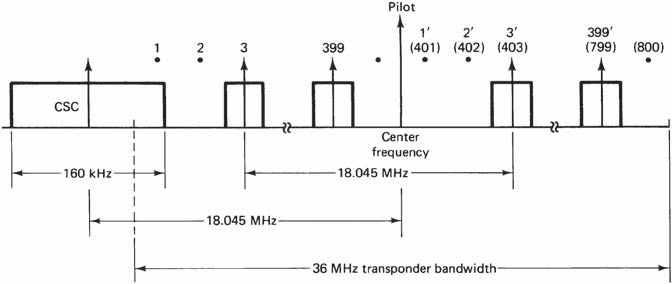 Pilot
1 2 3 399 1′ 2′ 3′ 399′
(401) (402) (403) (799) (800)
CSC
Center
frequency
160 kHz 18.045 MHz
18.045 MHz
36 MHz transponder bandwidth